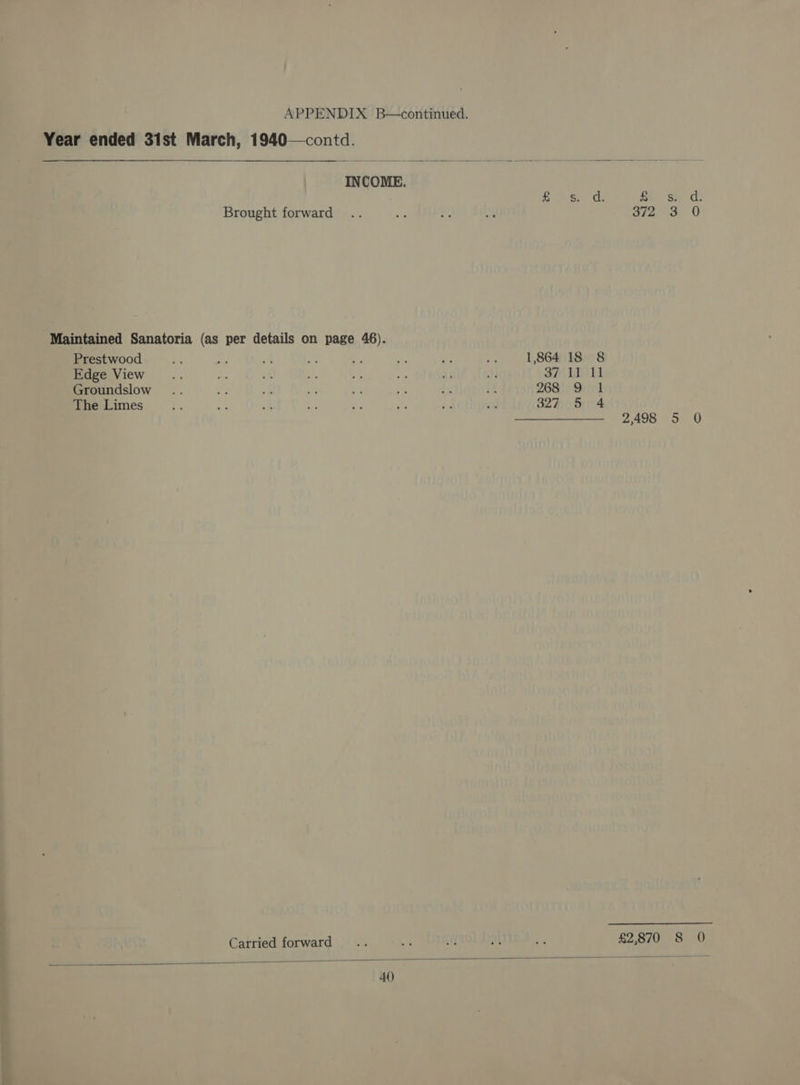 APPENDIX B—continued.
Year ended 31st March, 1940—contd.
INCOME.
£ s. d. £ s. d.
Brought forward .. .. .. .. 372 3 0
Maintained Sanatoria (as per details on page 46).
Prestwood .. .. .. .. .. .. .. .. 1,864 18 8
Edge View .. .. .. .. .. .. .. .. 37 11 11
Groundslow .. .. .. .. .. .. .. .. 268 9 1
The Limes .. .. .. .. .. .. .. .. 327 5 4
2,498 5 0
Carried forward .. .. .. .. .. £2,870 8 0
40